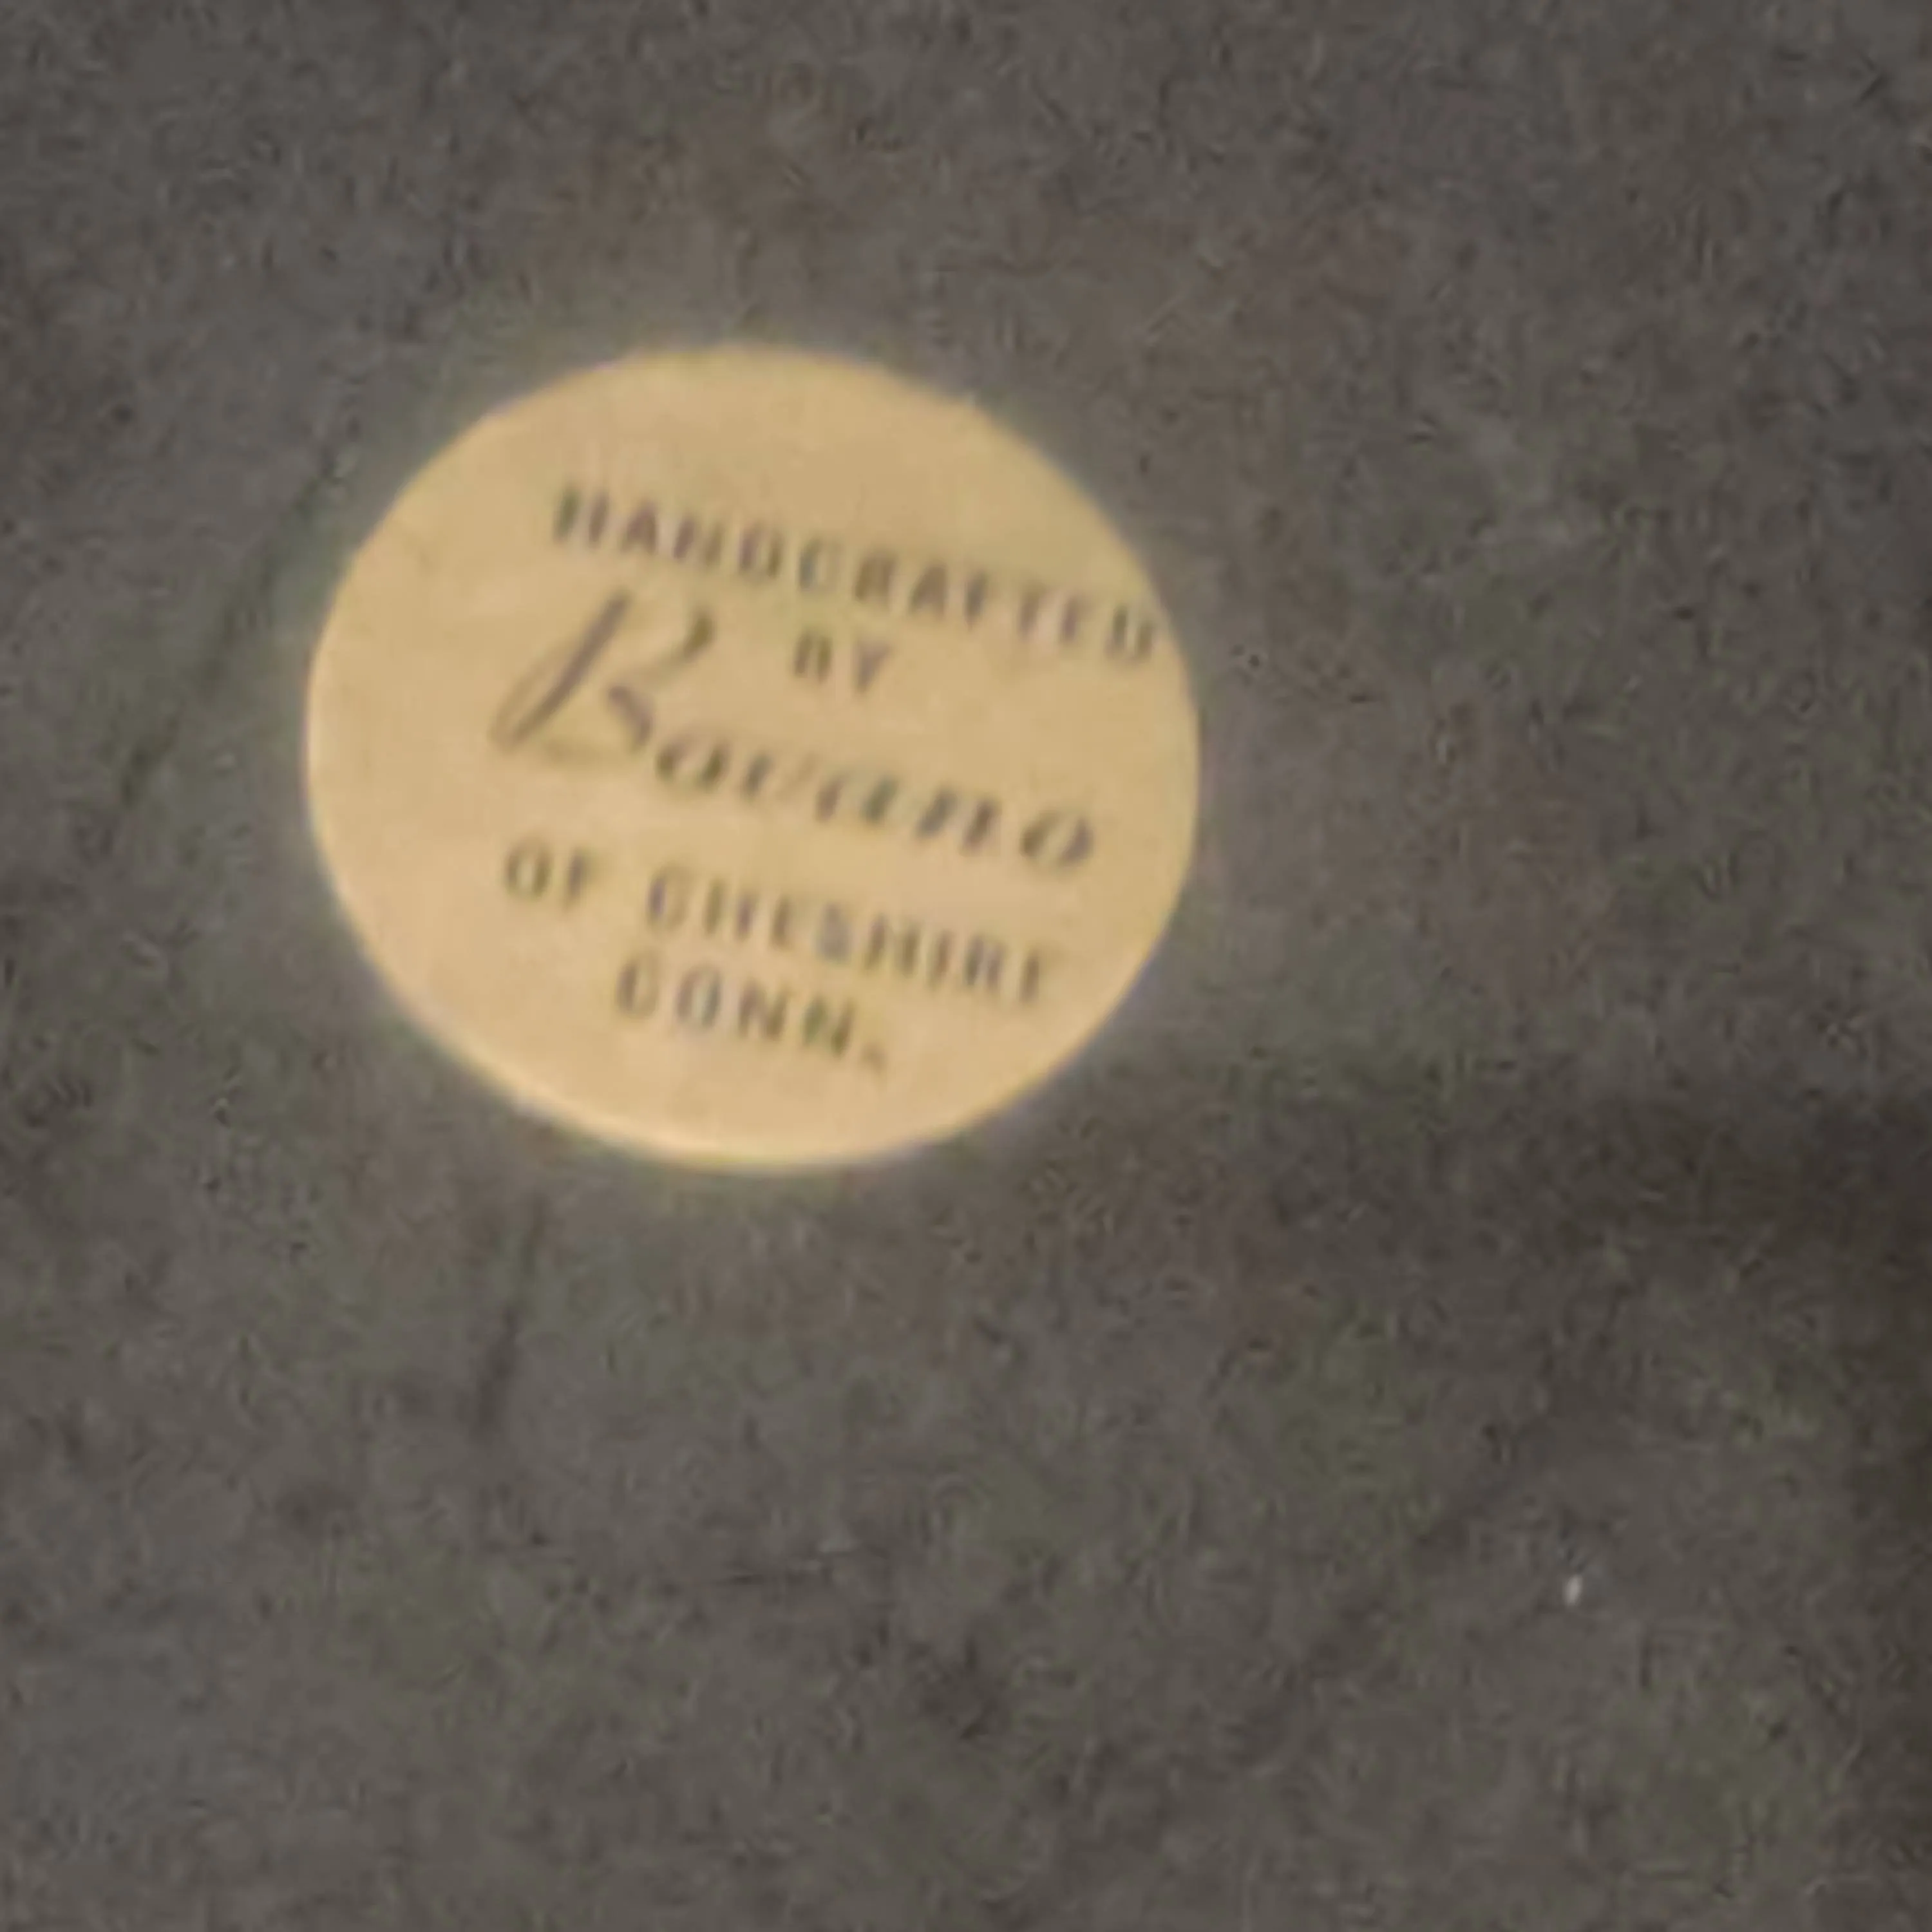 HANDCRAFTED
BY
Bovano
OF CHESHIRE
CONN.